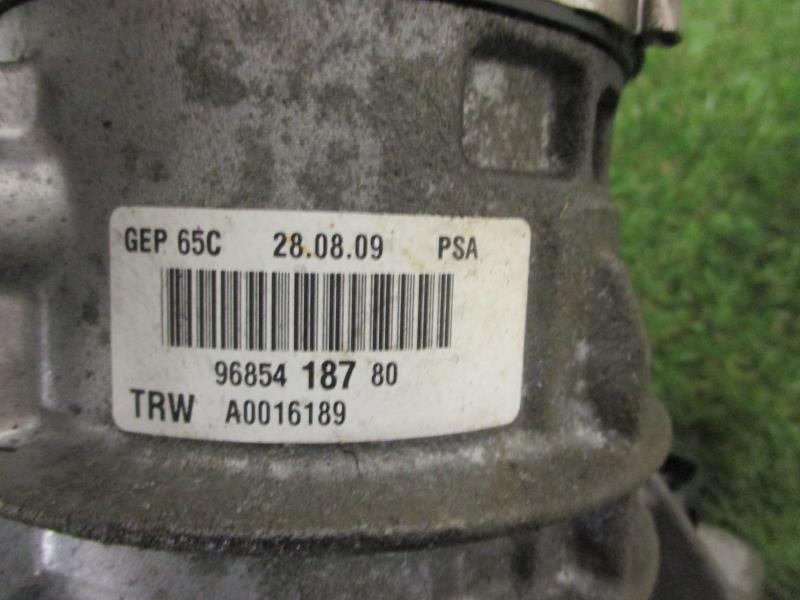 GEP 65C 28.08.09 PSA
96854 187 80
TRW A0016189